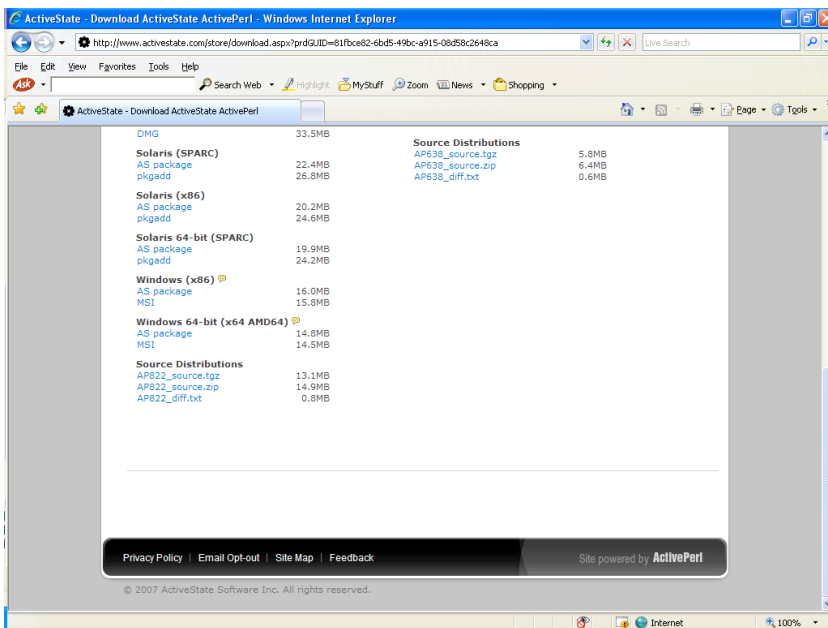 ActiveState - Download ActiveState ActivePerl - Windows Internet Explorer
http://www.activestate.com/store/download.aspx?prdGUID=81fbce82-6bd5-49bc-a915-08d58c2648ca
Live Search
File Edit View Favorites Tools Help
Ask Search Web Highlight MyStuff Zoom News Shopping
ActiveState - Download ActiveState ActivePerl
Page Tools
DMG 33.5MB
Solaris (SPARC)
AS package 22.4MB
pkgadd 26.8MB
Solaris (x86)
AS package 20.2MB
pkgadd 24.6MB
Solaris 64-bit (SPARC)
AS package 19.9MB
pkgadd 24.2MB
Windows (x86)
AS package 16.0MB
MSI 15.8MB
Windows 64-bit (x64 AMD64)
AS package 14.8MB
MSI 14.5MB
Source Distributions
AP822_source.tgz 13.1MB
AP822_source.zip 14.9MB
AP822_diff.txt 0.8MB
Source Distributions
AP638_source.tgz 5.8MB
AP638_source.zip 6.4MB
AP638_diff.txt 0.6MB
Privacy Policy | Email Opt-out | Site Map | Feedback
Site powered by ActivePerl
© 2007 ActiveState Software Inc. All rights reserved.
Internet 100%